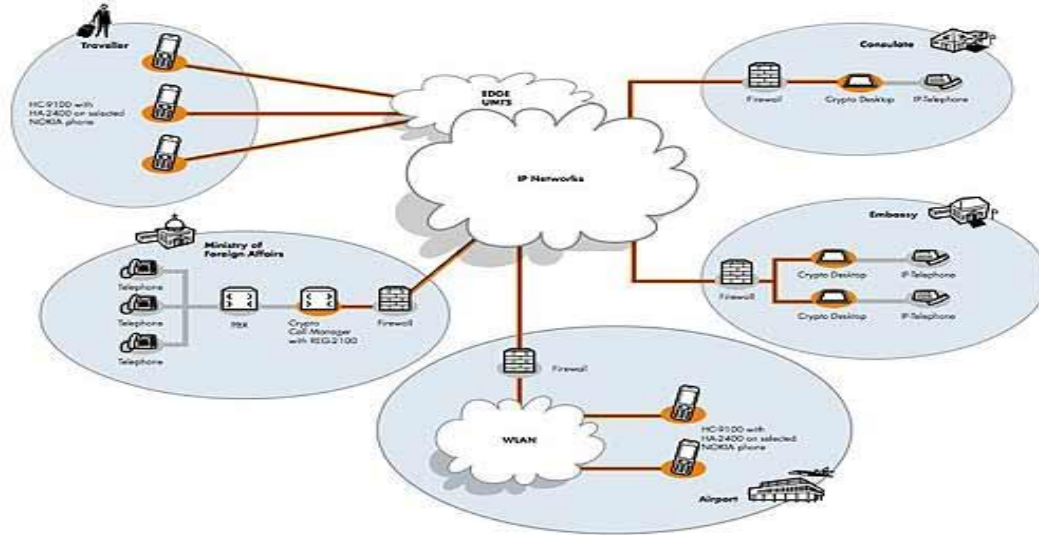 Traveller
HC-9100 with
HA-2400 on selected
NOKIA phone
EDGE
UMTS
IP Networks
Consulate
Firewall
Crypto Desktop
IP-Telephone
Embassy
Firewall
Crypto Desktop
IP-Telephone
Crypto Desktop
IP-Telephone
Ministry of
Foreign Affairs
Telephone
Telephone
Telephone
PBX
Crypto
Call Manager
with REG-2100
Firewall
Firewall
WLAN
HC-9100 with
HA-2400 on selected
NOKIA phone
Airport